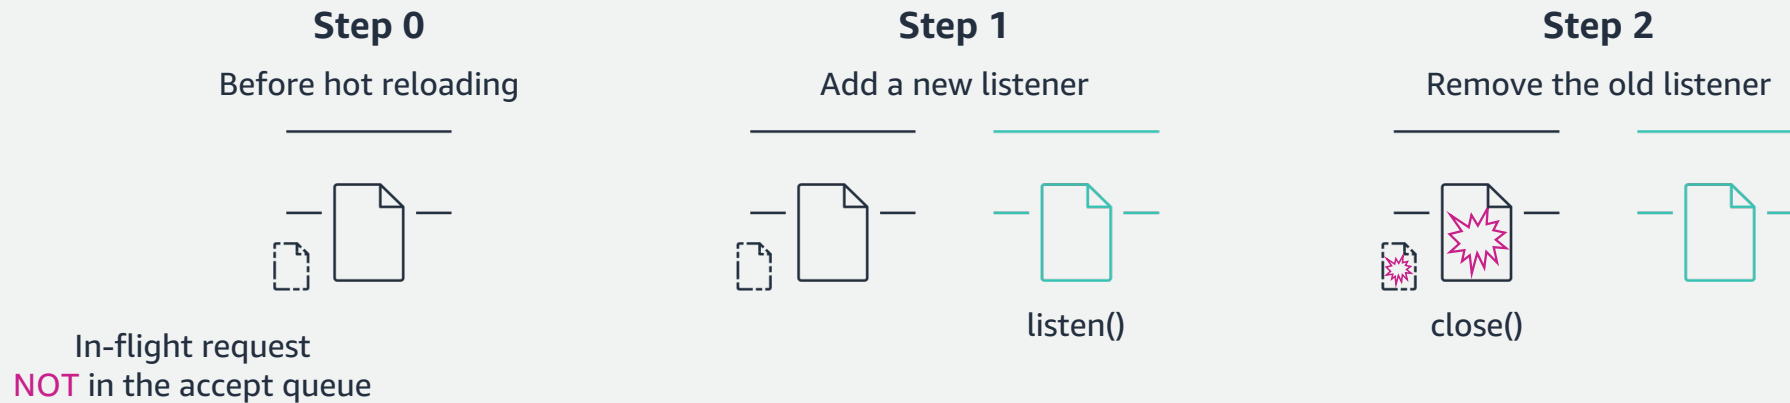 Step 0
Before hot reloading
In-flight request
NOT in the accept queue
Step 1
Add a new listener
listen()
Step 2
Remove the old listener
close()